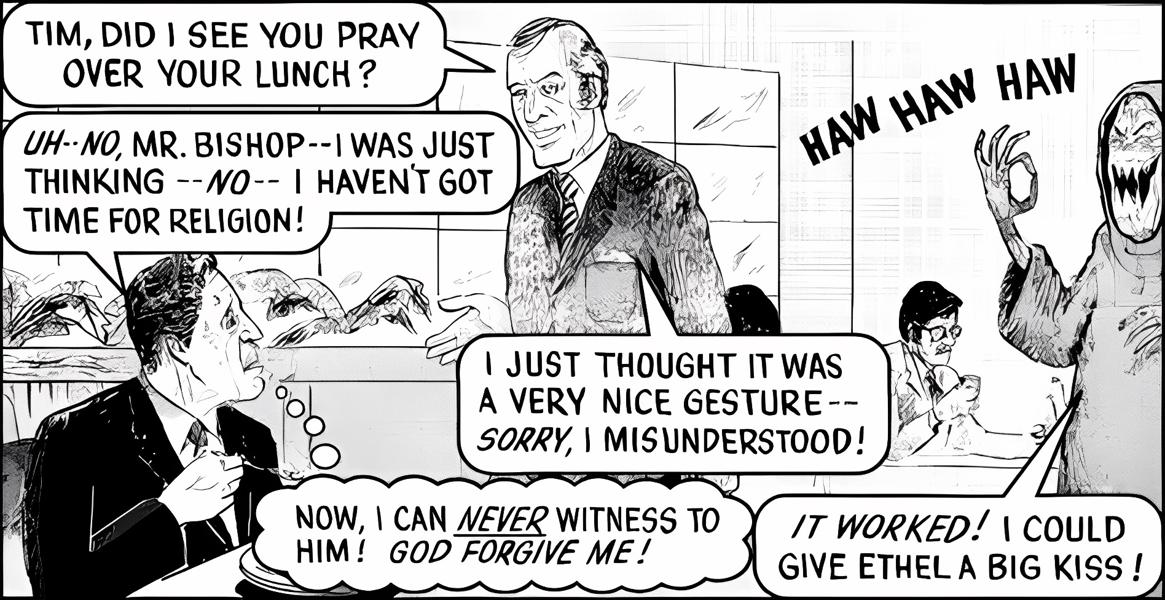 TIM, DID I SEE YOU PRAY
OVER YOUR LUNCH?
UH--NO, MR. BISHOP--I WAS JUST
THINKING --NO-- I HAVEN'T GOT
TIME FOR RELIGION!
HAW HAW HAW
I JUST THOUGHT IT WAS
A VERY NICE GESTURE--
SORRY, I MISUNDERSTOOD!
NOW, I CAN NEVER WITNESS TO
HIM! GOD FORGIVE ME!
IT WORKED! I COULD
GIVE ETHEL A BIG KISS!